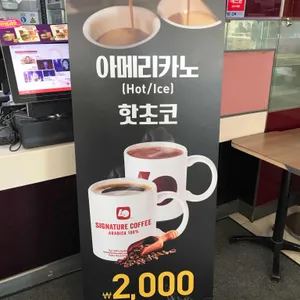 아메리카노
(Hot/Ice)
핫초코
SIGNATURE COFFEE
ARABICA 100%
₩2,000